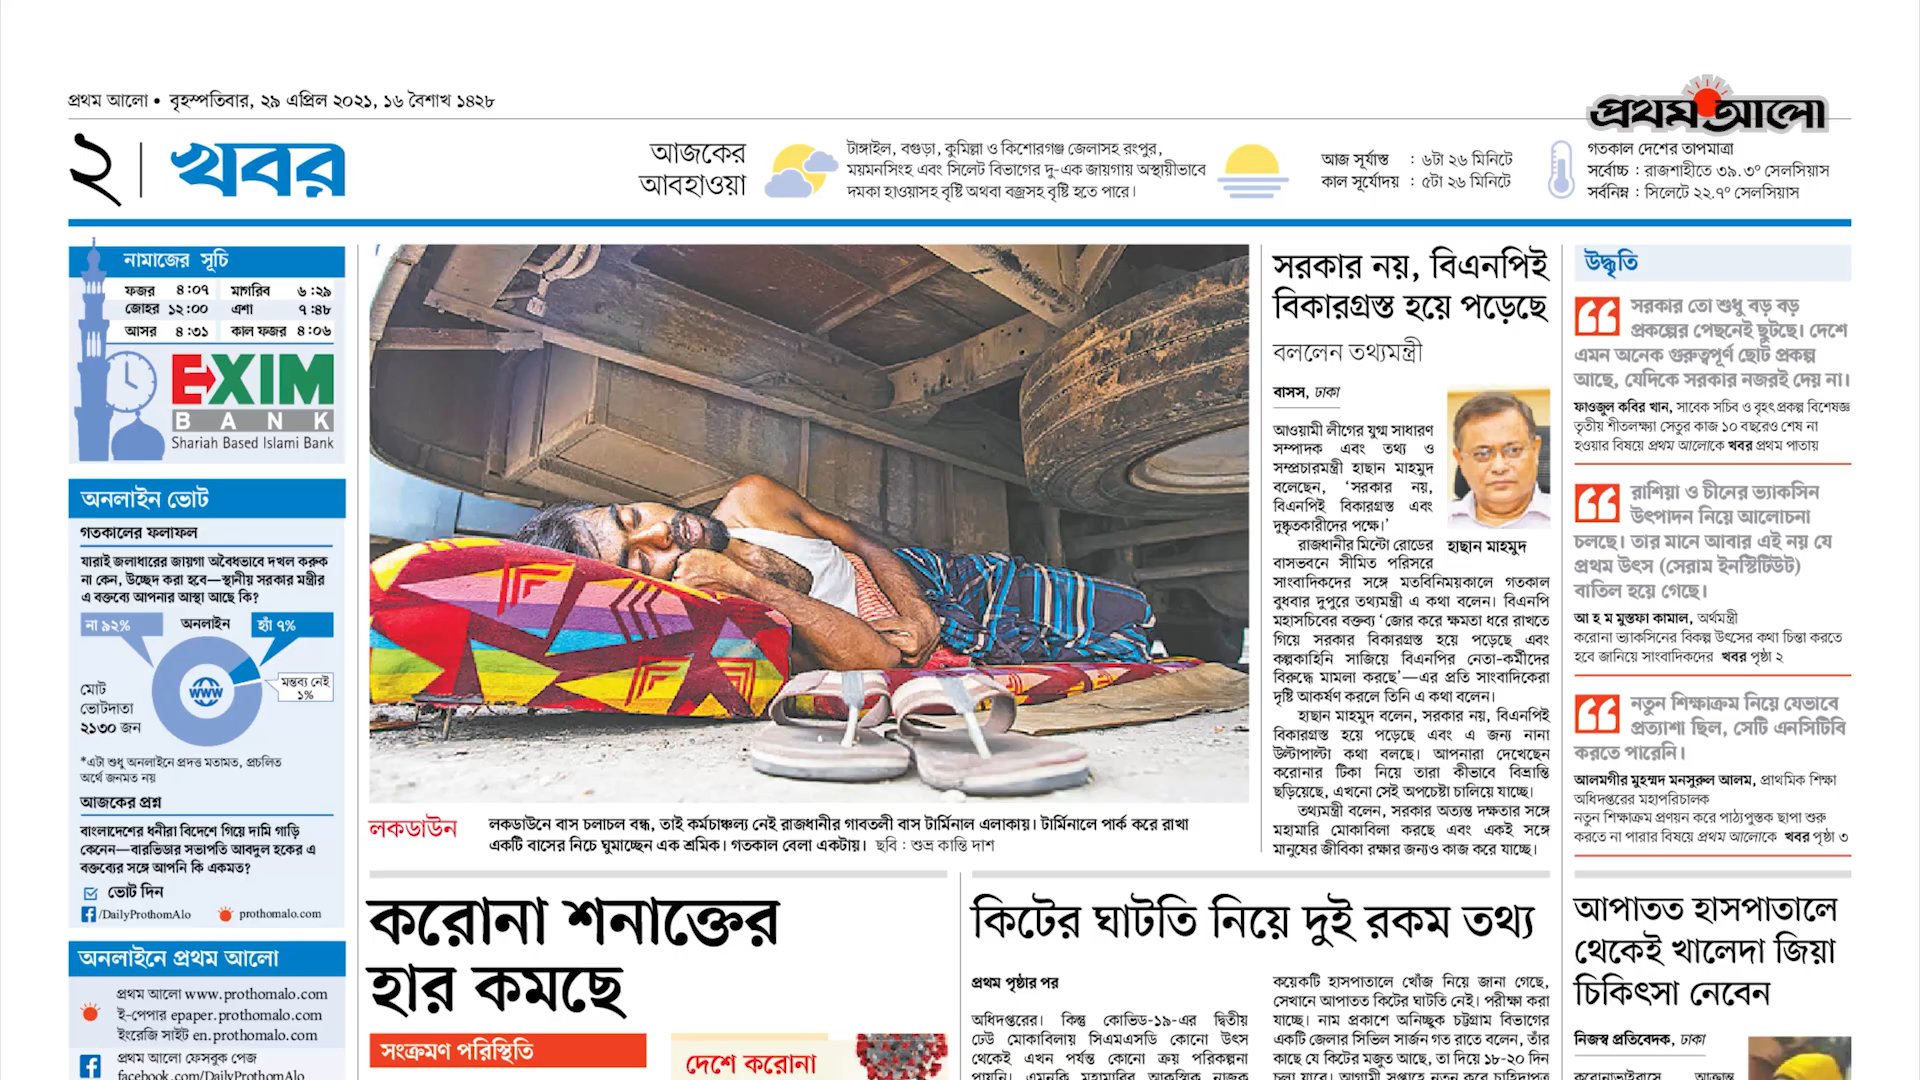 প্রথম আলো • বৃহস্পতিবার, ২৯ এপ্রিল ২০২১, ১৬ বৈশাখ ১৪২৮
প্রথম আলো
২ খবর
আজকের
আবহাওয়া
টাঙ্গাইল, বগুড়া, কুমিল্লা ও কিশোরগঞ্জ জেলাসহ রংপুর,
ময়মনসিংহ এবং সিলেট বিভাগের দু-এক জায়গায় অস্থায়ীভাবে
দমকা হাওয়াসহ বৃষ্টি অথবা বজ্রসহ বৃষ্টি হতে পারে।
আজ সূর্যাস্ত : ৬টা ২৬ মিনিটে
কাল সূর্যোদয় : ৫টা ২৬ মিনিটে
গতকাল দেশের তাপমাত্রা
সর্বোচ্চ : রাজশাহীতে ৩৯.৩° সেলসিয়াস
সর্বনিম্ন : সিলেটে ২২.৭° সেলসিয়াস
নামাজের সূচি
ফজর ৪:০৭ মাগরিব ৬:২৯
জোহর ১২:০০ এশা ৭:৪৮
আসর ৪:৩১ কাল ফজর ৪:০৬
EXIM
BANK
Shariah Based Islami Bank
অনলাইন ভোট
গতকালের ফলাফল
যারাই জলাধারের জায়গা অবৈধভাবে দখল করুক
না কেন, উচ্ছেদ করা হবে—স্থানীয় সরকার মন্ত্রীর
এ বক্তব্যে আপনার আস্থা আছে কি?
না ৯২% অনলাইন হ্যাঁ ৭%
www
মন্তব্য নেই
১%
মোট
ভোটদাতা
২১৩০ জন
*এটা শুধু অনলাইনে প্রদত্ত মতামত, প্রচলিত
অর্থে জনমত নয়
আজকের প্রশ্ন
বাংলাদেশের ধনীরা বিদেশে গিয়ে দামি গাড়ি
কেনেন—বারভিডার সভাপতি আবদুল হকের এ
বক্তব্যের সঙ্গে আপনি কি একমত?
ভোট দিন
/DailyProthomAlo prothomalo.com
অনলাইনে প্রথম আলো
প্রথম আলো www.prothomalo.com
ই-পেপার epaper.prothomalo.com
ইংরেজি সাইট en.prothomalo.com
প্রথম আলো ফেসবুক পেজ
facebook.com/DailyProthomAlo
লকডাউন
লকডাউনে বাস চলাচল বন্ধ, তাই কর্মচাঞ্চল্য নেই রাজধানীর গাবতলী বাস টার্মিনাল এলাকায়। টার্মিনালে পার্ক করে রাখা
একটি বাসের নিচে ঘুমাচ্ছেন এক শ্রমিক। গতকাল বেলা একটায়। ছবি : শুভ্র কান্তি দাশ
সরকার নয়, বিএনপিই
বিকারগ্রস্ত হয়ে পড়েছে
বললেন তথ্যমন্ত্রী
বাসস, ঢাকা
আওয়ামী লীগের যুগ্ম সাধারণ
সম্পাদক এবং তথ্য ও
সম্প্রচারমন্ত্রী হাছান মাহমুদ
বলেছেন, ‘সরকার নয়,
বিএনপিই বিকারগ্রস্ত এবং
দুষ্কৃতকারীদের পক্ষে।’
হাছান মাহমুদ
রাজধানীর মিন্টো রোডের
বাসভবনে সীমিত পরিসরে
সাংবাদিকদের সঙ্গে মতবিনিময়কালে গতকাল
বুধবার দুপুরে তথ্যমন্ত্রী এ কথা বলেন। বিএনপি
মহাসচিবের বক্তব্য ‘জোর করে ক্ষমতা ধরে রাখতে
গিয়ে সরকার বিকারগ্রস্ত হয়ে পড়েছে এবং
কল্পকাহিনি সাজিয়ে বিএনপির নেতা-কর্মীদের
বিরুদ্ধে মামলা করছে’—এর প্রতি সাংবাদিকেরা
দৃষ্টি আকর্ষণ করলে তিনি এ কথা বলেন।
হাছান মাহমুদ বলেন, সরকার নয়, বিএনপিই
বিকারগ্রস্ত হয়ে পড়েছে এবং এ জন্য নানা
উল্টাপাল্টা কথা বলছে। আপনারা দেখেছেন
করোনার টিকা নিয়ে তারা কীভাবে বিভ্রান্তি
ছড়িয়েছে, এখনো সেই অপচেষ্টা চালিয়ে যাচ্ছে।
তথ্যমন্ত্রী বলেন, সরকার অত্যন্ত দক্ষতার সঙ্গে
মহামারি মোকাবিলা করছে এবং একই সঙ্গে
মানুষের জীবিকা রক্ষার জন্যও কাজ করে যাচ্ছে।
উদ্ধৃতি
সরকার তো শুধু বড় বড়
প্রকল্পের পেছনেই ছুটছে। দেশে
এমন অনেক গুরুত্বপূর্ণ ছোট প্রকল্প
আছে, যেদিকে সরকার নজরই দেয় না।
ফাওজুল কবির খান, সাবেক সচিব ও বৃহৎ প্রকল্প বিশেষজ্ঞ
তৃতীয় শীতলক্ষ্যা সেতুর কাজ ১০ বছরেও শেষ না
হওয়ার বিষয়ে প্রথম আলোকে খবর প্রথম পাতায়
রাশিয়া ও চীনের ভ্যাকসিন
উৎপাদন নিয়ে আলোচনা
চলছে। তার মানে আবার এই নয় যে
প্রথম উৎস (সেরাম ইনস্টিটিউট)
বাতিল হয়ে গেছে।
আ হ ম মুস্তফা কামাল, অর্থমন্ত্রী
করোনা ভ্যাকসিনের বিকল্প উৎসের কথা চিন্তা করতে
হবে জানিয়ে সাংবাদিকদের খবর পৃষ্ঠা ২
নতুন শিক্ষাক্রম নিয়ে যেভাবে
প্রত্যাশা ছিল, সেটি এনসিটিবি
করতে পারেনি।
আলমগীর মুহম্মদ মনসুরুল আলম, প্রাথমিক শিক্ষা
অধিদপ্তরের মহাপরিচালক
নতুন শিক্ষাক্রম প্রণয়ন করে পাঠ্যপুস্তক ছাপা শুরু
করতে না পারার বিষয়ে প্রথম আলোকে খবর পৃষ্ঠা ৩
করোনা শনাক্তের
হার কমছে
সংক্রমণ পরিস্থিতি
দেশে করোনা
কিটের ঘাটতি নিয়ে দুই রকম তথ্য
প্রথম পৃষ্ঠার পর
অধিদপ্তরের। কিন্তু কোভিড-১৯-এর দ্বিতীয়
ঢেউ মোকাবিলায় সিএমএসডি কোনো উৎস
থেকেই এখন পর্যন্ত কোনো ক্রয় পরিকল্পনা
পায়নি। এমনকি মহামারির আকস্মিক নাজুক
কয়েকটি হাসপাতালে খোঁজ নিয়ে জানা গেছে,
সেখানে আপাতত কিটের ঘাটতি নেই। পরীক্ষা করা
যাচ্ছে। নাম প্রকাশে অনিচ্ছুক চট্টগ্রাম বিভাগের
একটি জেলার সিভিল সার্জন গত রাতে বলেন, তাঁর
কাছে যে কিটের মজুত আছে, তা দিয়ে ১৮-২০ দিন
চলা যাবে। আগামী সপ্তাহে নতুন করে চাহিদাপত্র
আপাতত হাসপাতালে
থেকেই খালেদা জিয়া
চিকিৎসা নেবেন
নিজস্ব প্রতিবেদক, ঢাকা
করোনাভাইরাসে আক্রান্ত